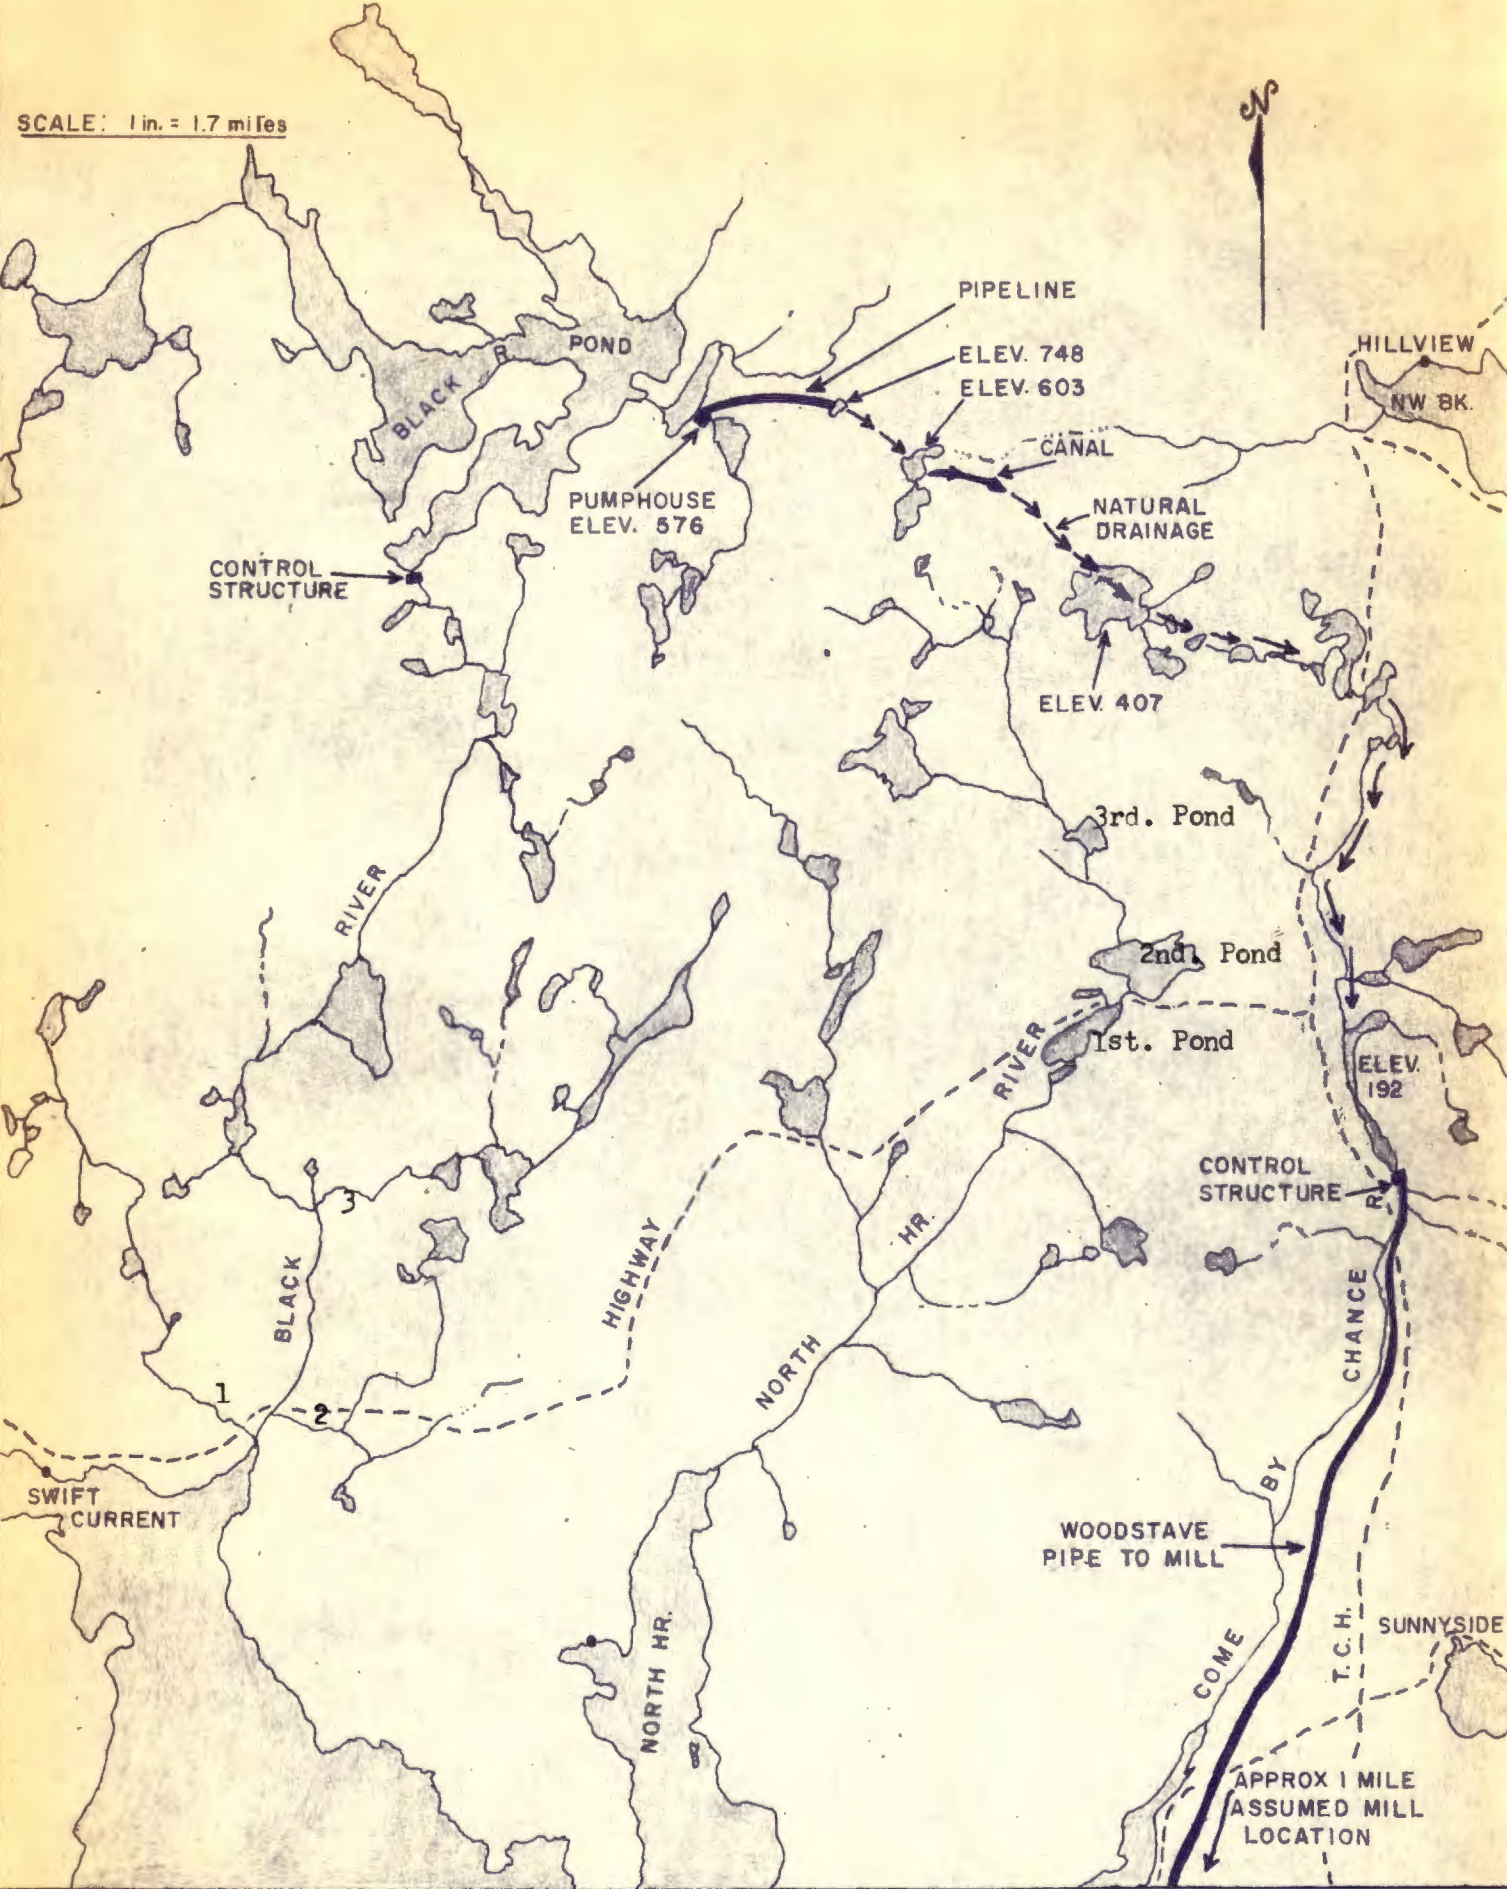 N
SCALE: 1 in. = 1.7 miles
PIPELINE
HILLVIEW
POND
ELEV. 748
BLACK R.
ELEV. 603
NW BK.
CANAL
PUMPHOUSE
ELEV. 576
NATURAL
DRAINAGE
CONTROL
STRUCTURE
ELEV. 407
3rd. Pond
RIVER
2nd. Pond
RIVER
1st. Pond
ELEV.
192
CONTROL
STRUCTURE
R.
3
HR.
HIGHWAY
BLACK
CHANCE
NORTH
1
2
BY
SWIFT
CURRENT
WOODSTAVE
PIPE TO MILL
SUNNYSIDE
T.C.H.
COME
NORTH HR.
APPROX 1 MILE
ASSUMED MILL
LOCATION